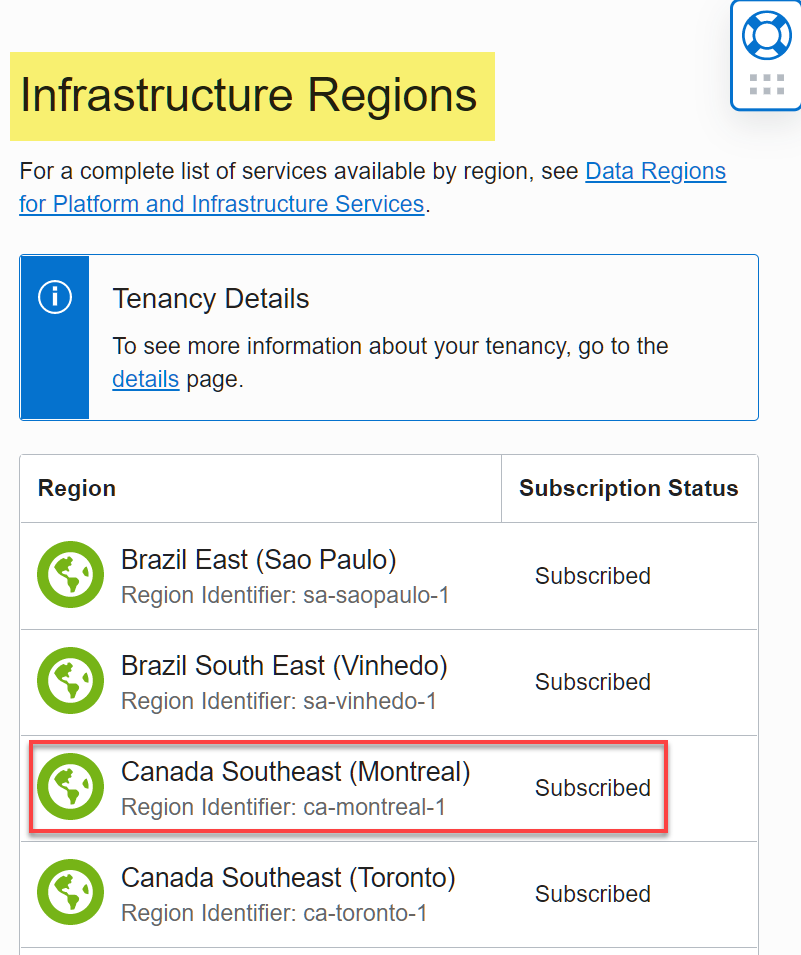 Infrastructure Regions
For a complete list of services available by region, see Data Regions
for Platform and Infrastructure Services.
Tenancy Details
To see more information about your tenancy, go to the
details page.
Region Subscription Status
Brazil East (Sao Paulo)
Region Identifier: sa-saopaulo-1
Subscribed
Brazil South East (Vinhedo)
Region Identifier: sa-vinhedo-1
Subscribed
Canada Southeast (Montreal)
Region Identifier: ca-montreal-1
Subscribed
Canada Southeast (Toronto)
Region Identifier: ca-toronto-1
Subscribed